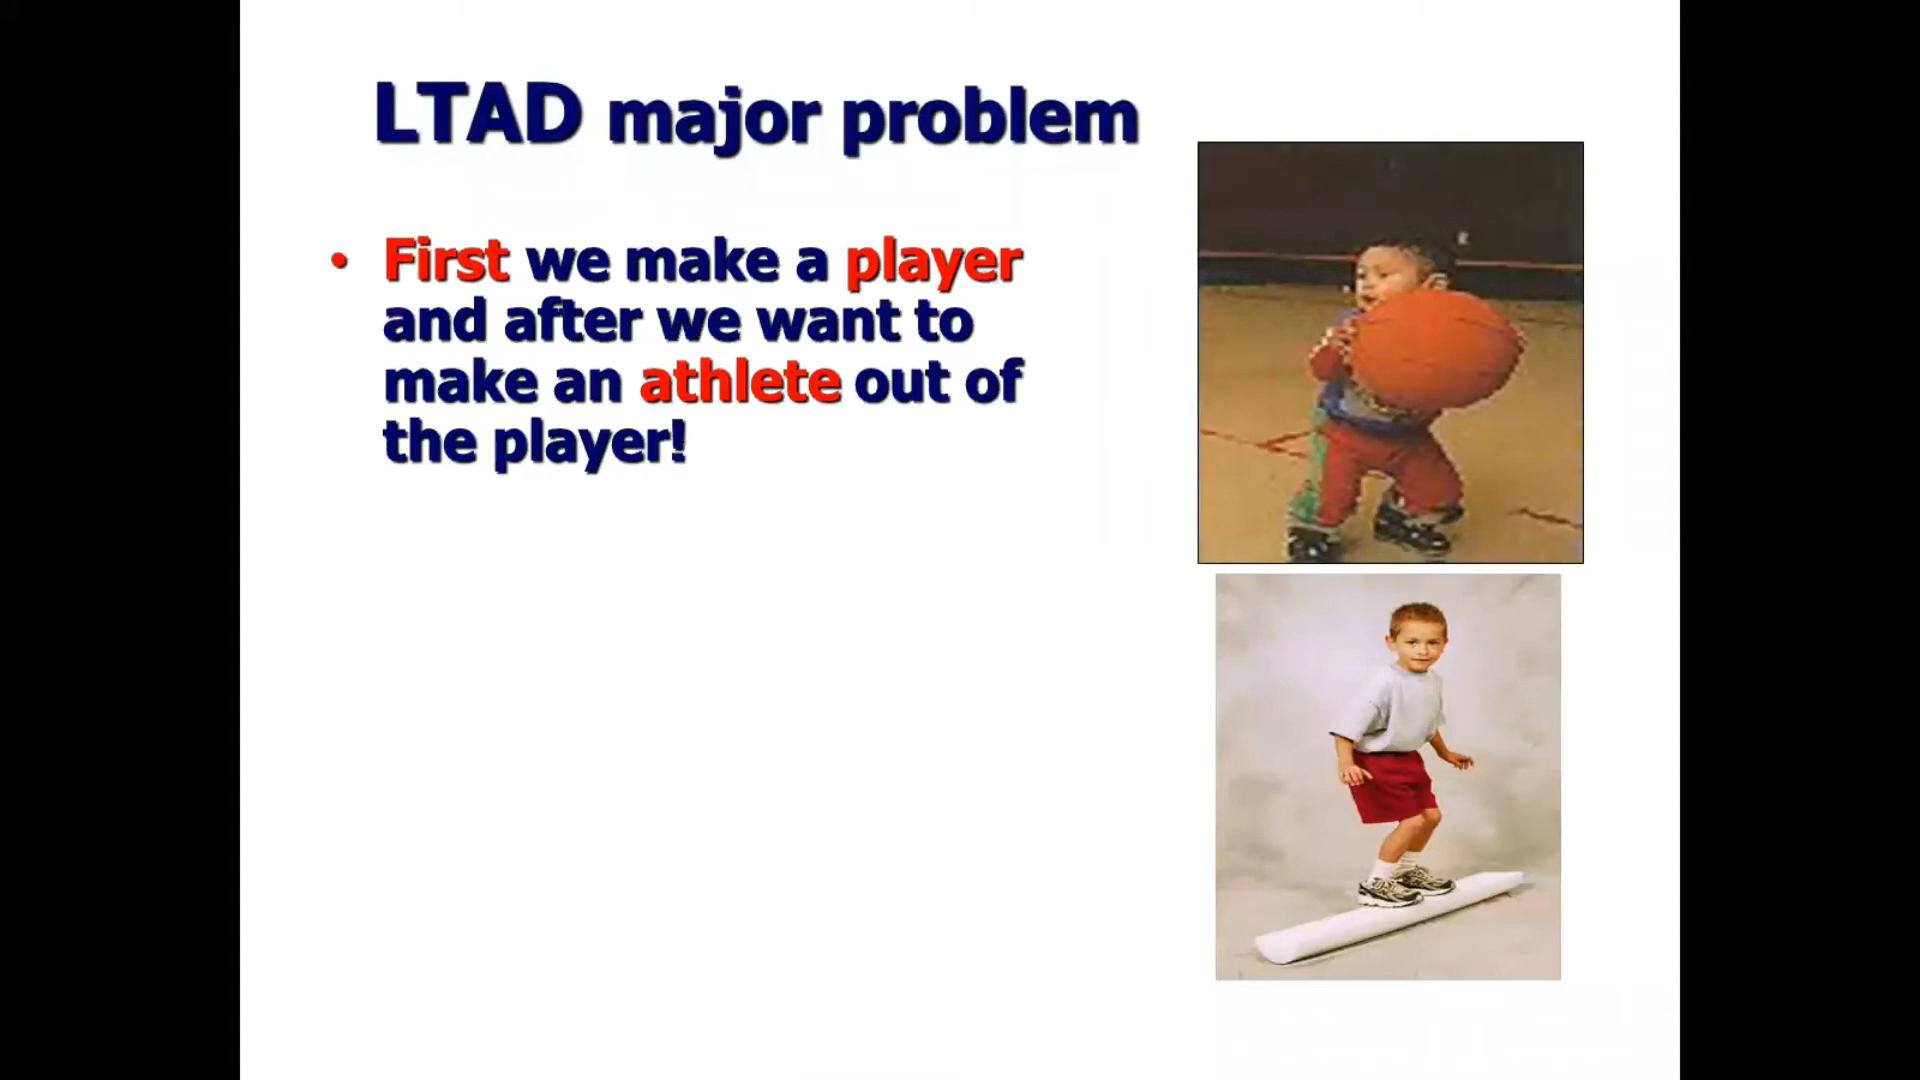 LTAD major problem
• First we make a player
and after we want to
make an athlete out of
the player!